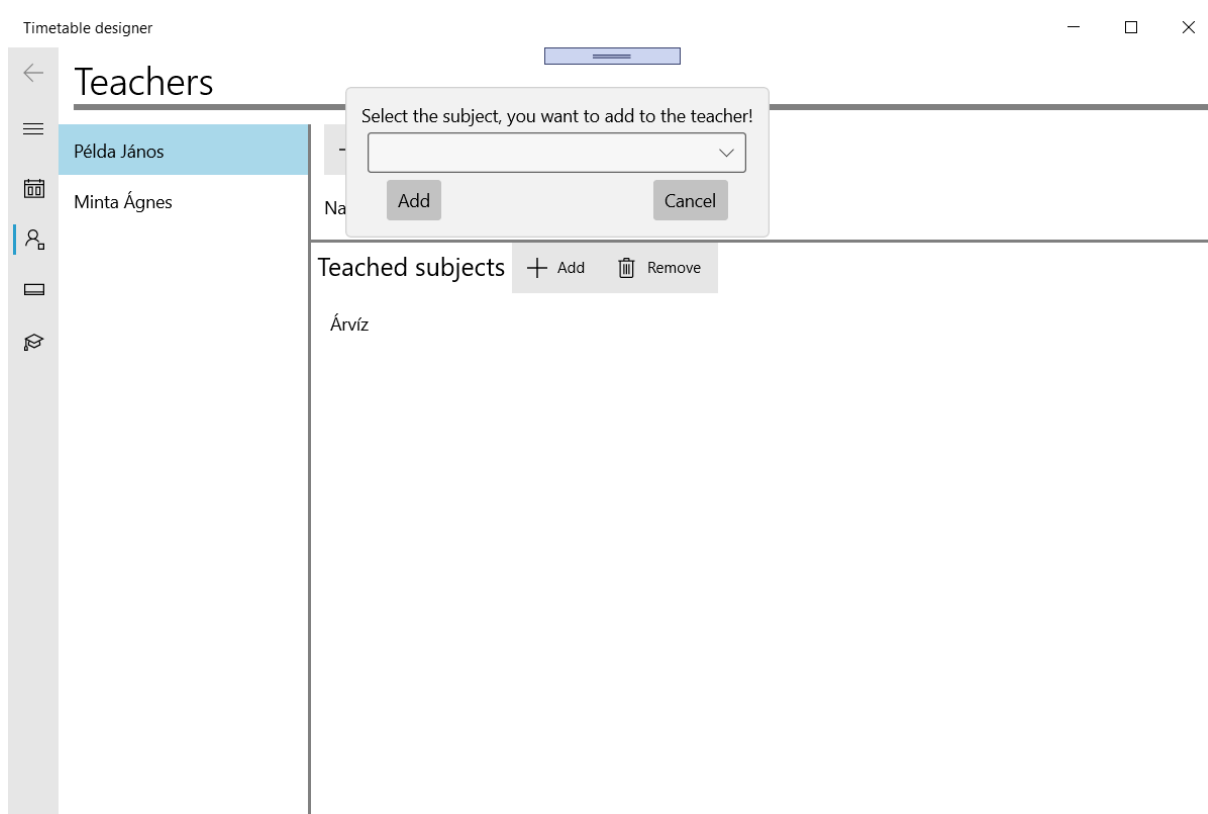 Timetable designer
Teachers
Select the subject, you want to add to the teacher!
Add
Cancel
Példa János
Minta Ágnes
Na
Teached subjects
Add
Remove
Árvíz